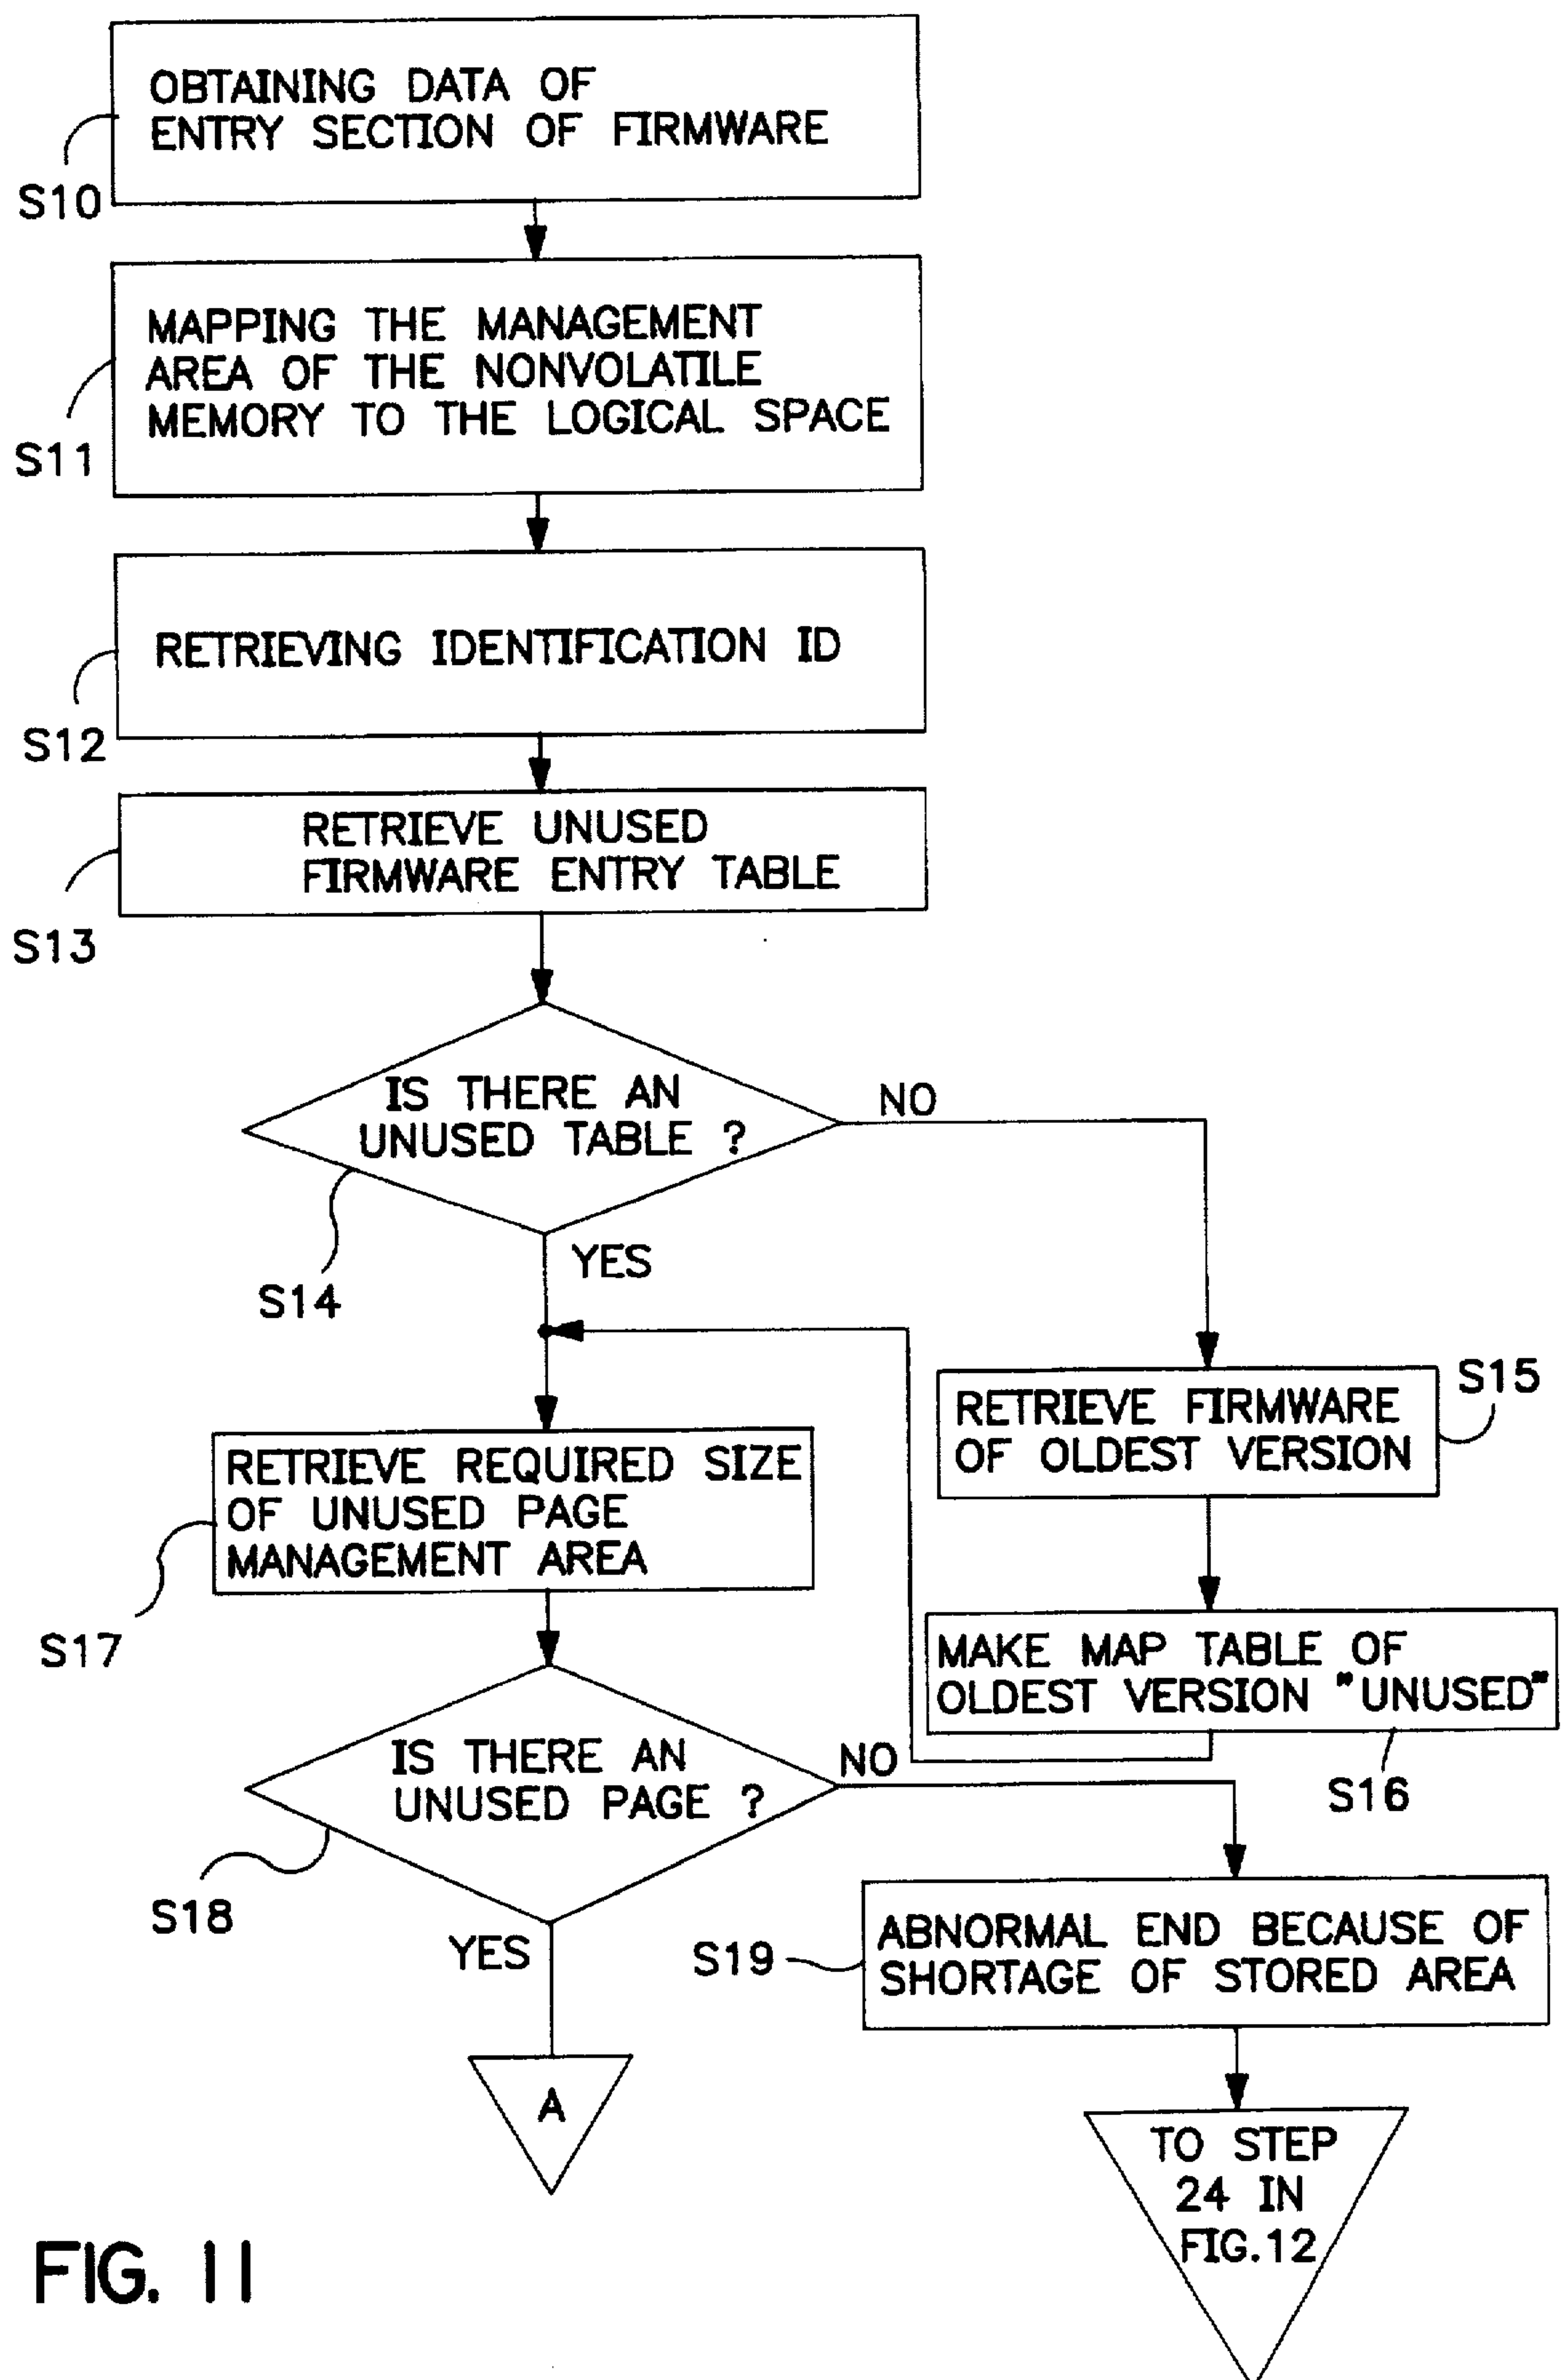 OBTAINING DATA OF
ENTRY SECTION OF FIRMWARE
S10
MAPPING THE MANAGEMENT
AREA OF THE NONVOLATILE
MEMORY TO THE LOGICAL SPACE
S11
RETRIEVING IDENTIFICATION ID
S12
RETRIEVE UNUSED
FIRMWARE ENTRY TABLE
S13
IS THERE AN
UNUSED TABLE ?
NO
YES
S14
S15
RETRIEVE FIRMWARE
OF OLDEST VERSION
RETRIEVE REQUIRED SIZE
OF UNUSED PAGE
MANAGEMENT AREA
S17
MAKE MAP TABLE OF
OLDEST VERSION "UNUSED"
S16
IS THERE AN
UNUSED PAGE ?
NO
S18
YES
S19
ABNORMAL END BECAUSE OF
SHORTAGE OF STORED AREA
A
TO STEP
24 IN
FIG.12
FIG. 11